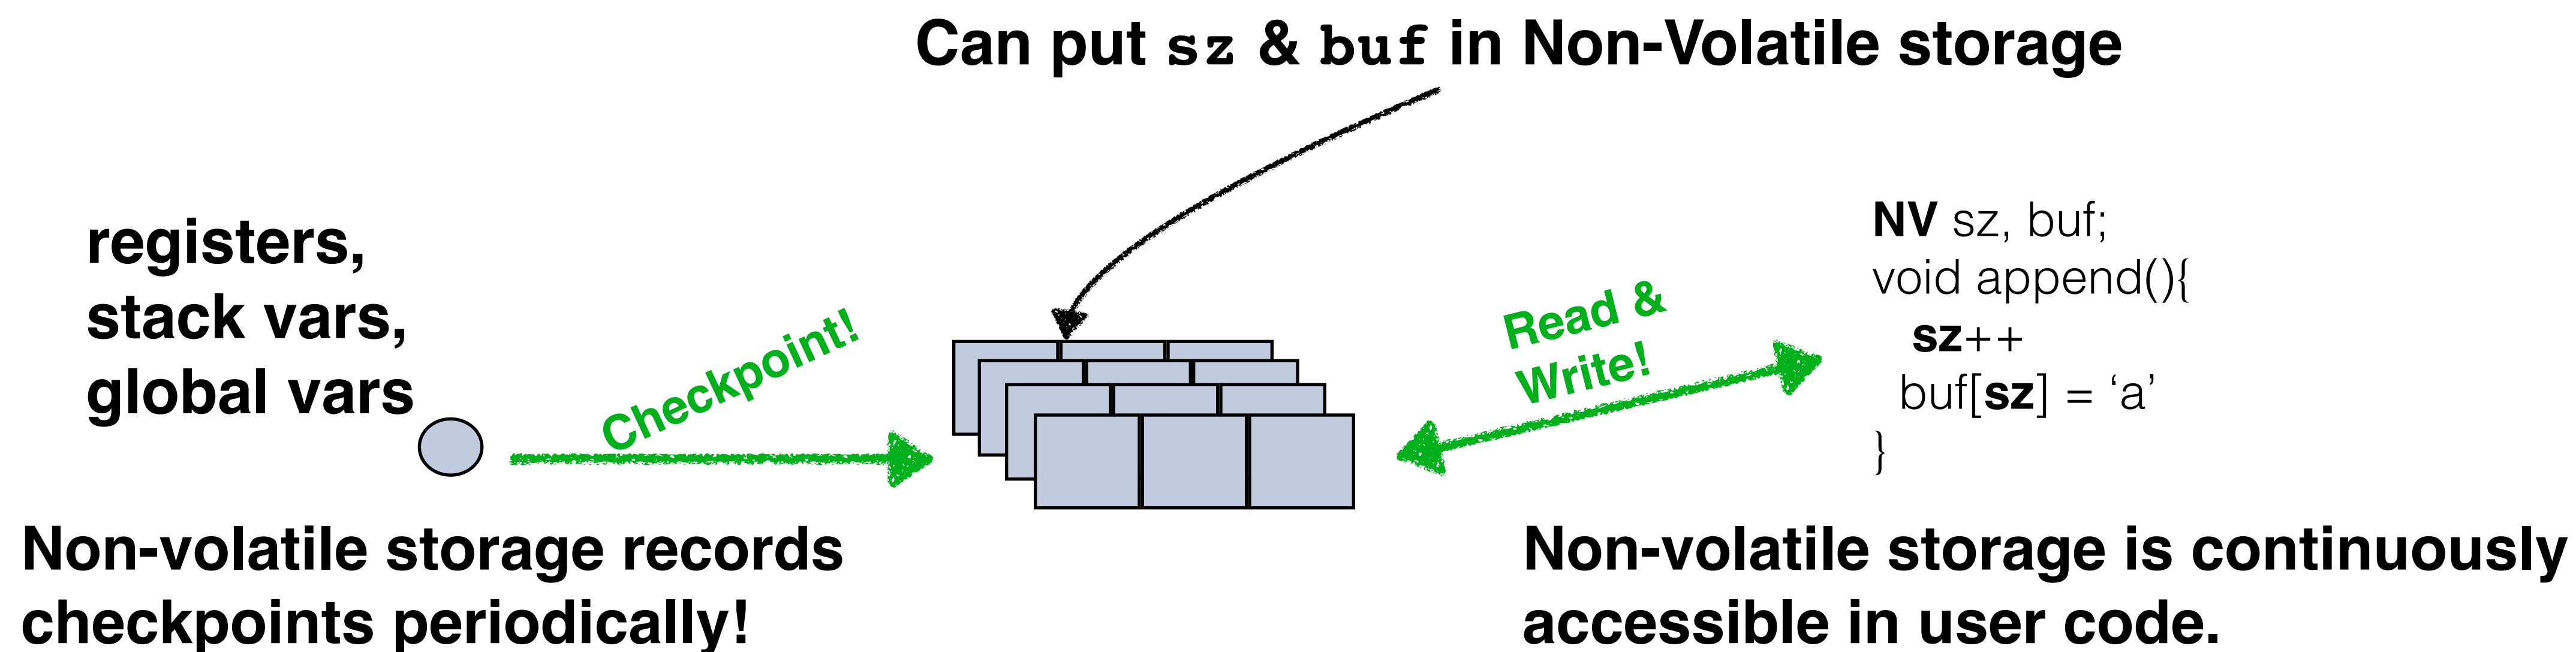 Can put sz & buf in Non-Volatile storage
registers,
stack vars,
global vars
Checkpoint!
Read &
Write!
NV sz, buf;
void append(){
sz++
buf[sz] = ‘a’
}
Non-volatile storage records
checkpoints periodically!
Non-volatile storage is continuously
accessible in user code.